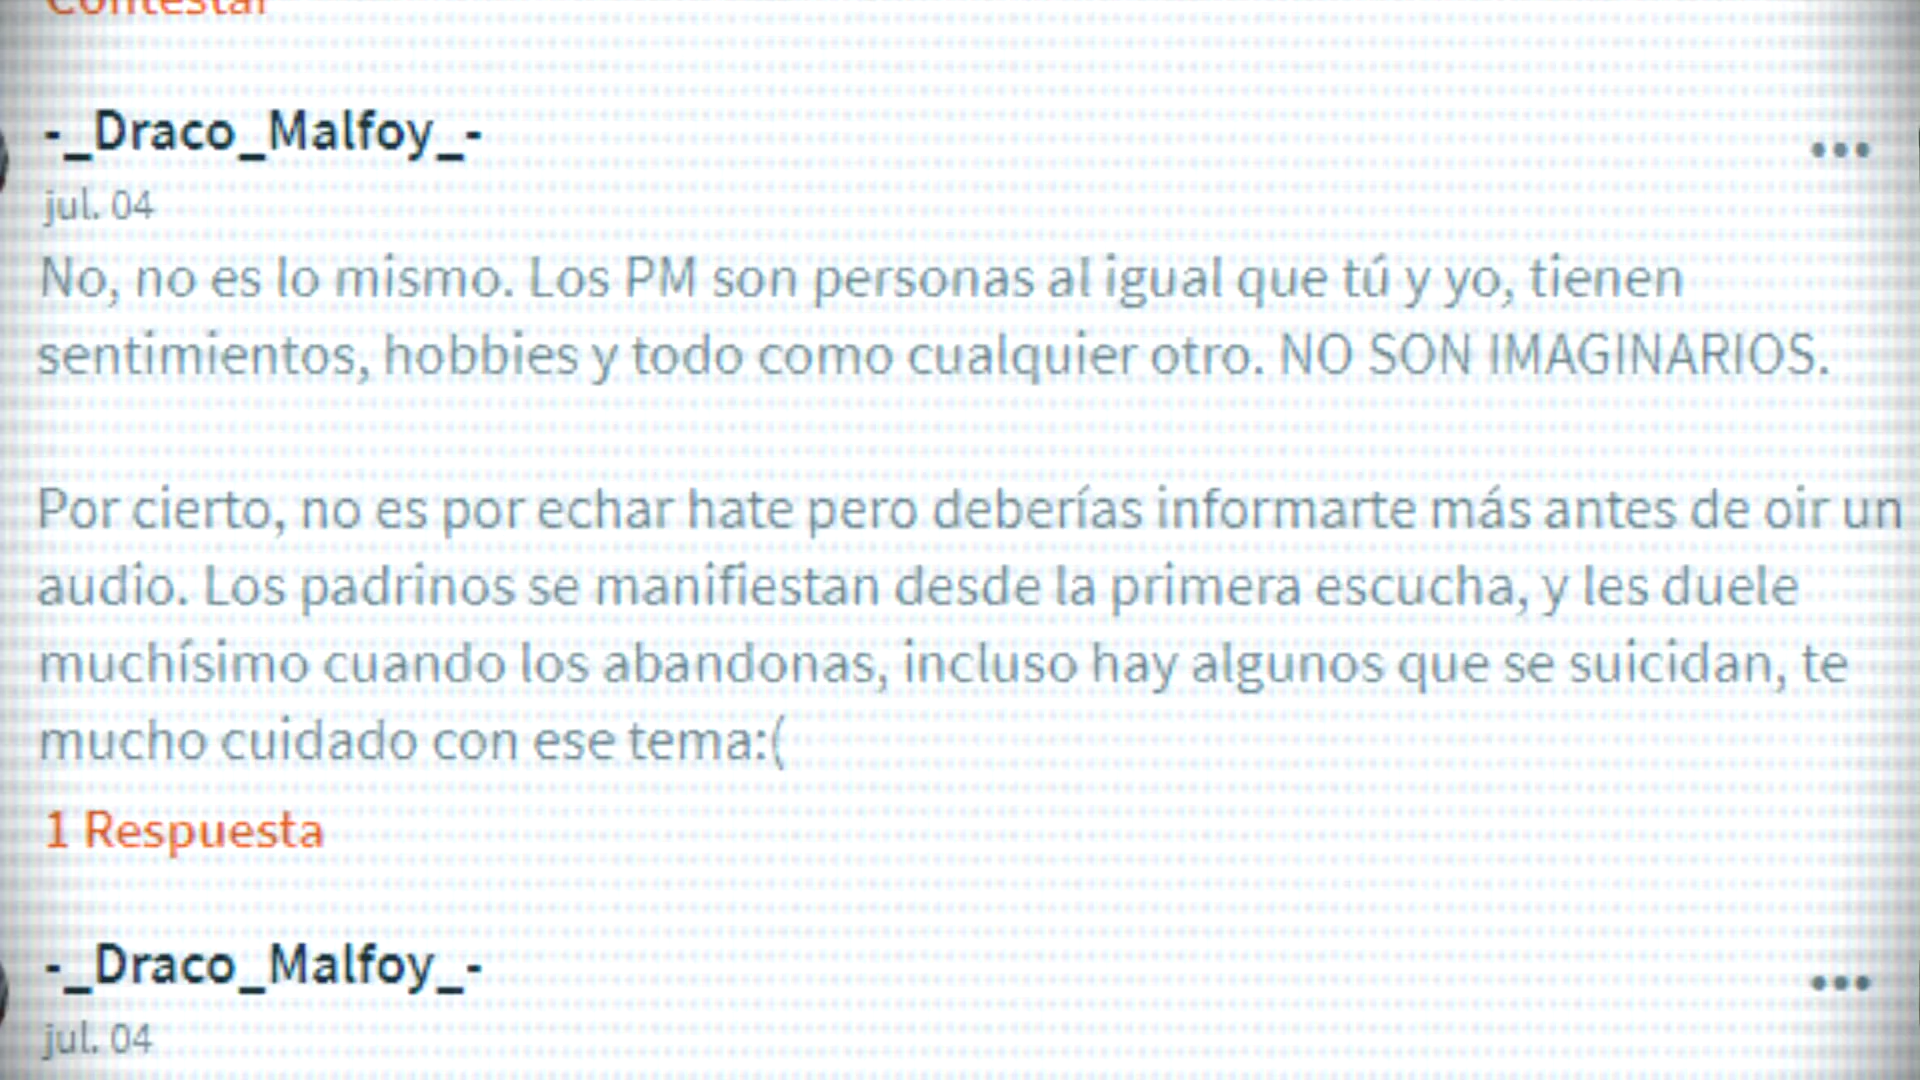 Contestar
-_Draco_Malfoy_-
jul. 04
No, no es lo mismo. Los PM son personas al igual que tú y yo, tienen
sentimientos, hobbies y todo como cualquier otro. NO SON IMAGINARIOS.
Por cierto, no es por echar hate pero deberías informarte más antes de oir un
audio. Los padrinos se manifiestan desde la primera escucha, y les duele
muchísimo cuando los abandonas, incluso hay algunos que se suicidan, te
mucho cuidado con ese tema:(
1 Respuesta
-_Draco_Malfoy_-
jul. 04